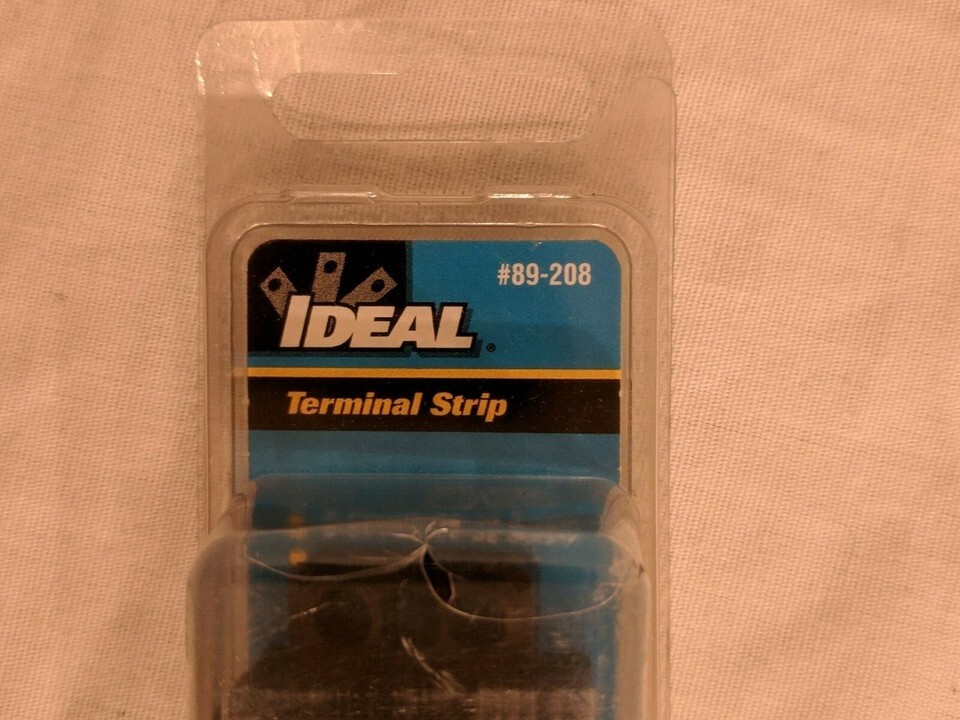 #89-208
IDEAL®
Terminal Strip